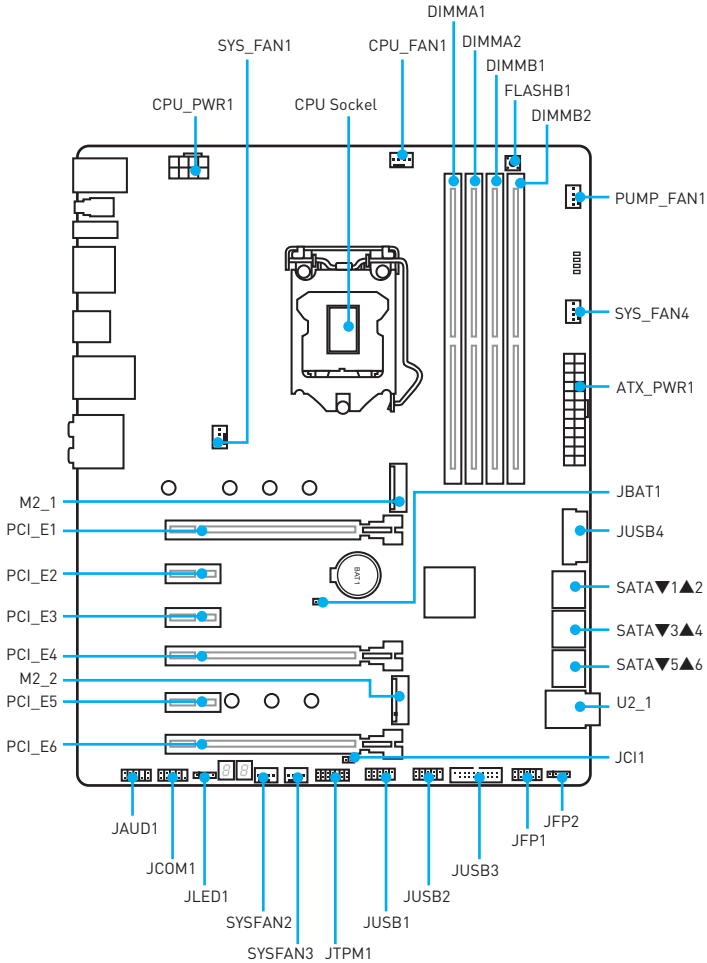 DIMMA1
SYS_FAN1
CPU_FAN1
DIMMA2
DIMMB1
FLASHB1
CPU_PWR1
CPU Sockel
DIMMB2
PUMP_FAN1
SYS_FAN4
ATX_PWR1
M2_1
JBAT1
PCI_E1
JUSB4
PCI_E2
BAT1
SATA▼1▲2
PCI_E3
SATA▼3▲4
PCI_E4
SATA▼5▲6
M2_2
PCI_E5
U2_1
PCI_E6
JCI1
8 8
JAUD1
JFP2
JFP1
JCOM1
JUSB3
JLED1
JUSB2
SYSFAN2
JUSB1
SYSFAN3
JTPM1